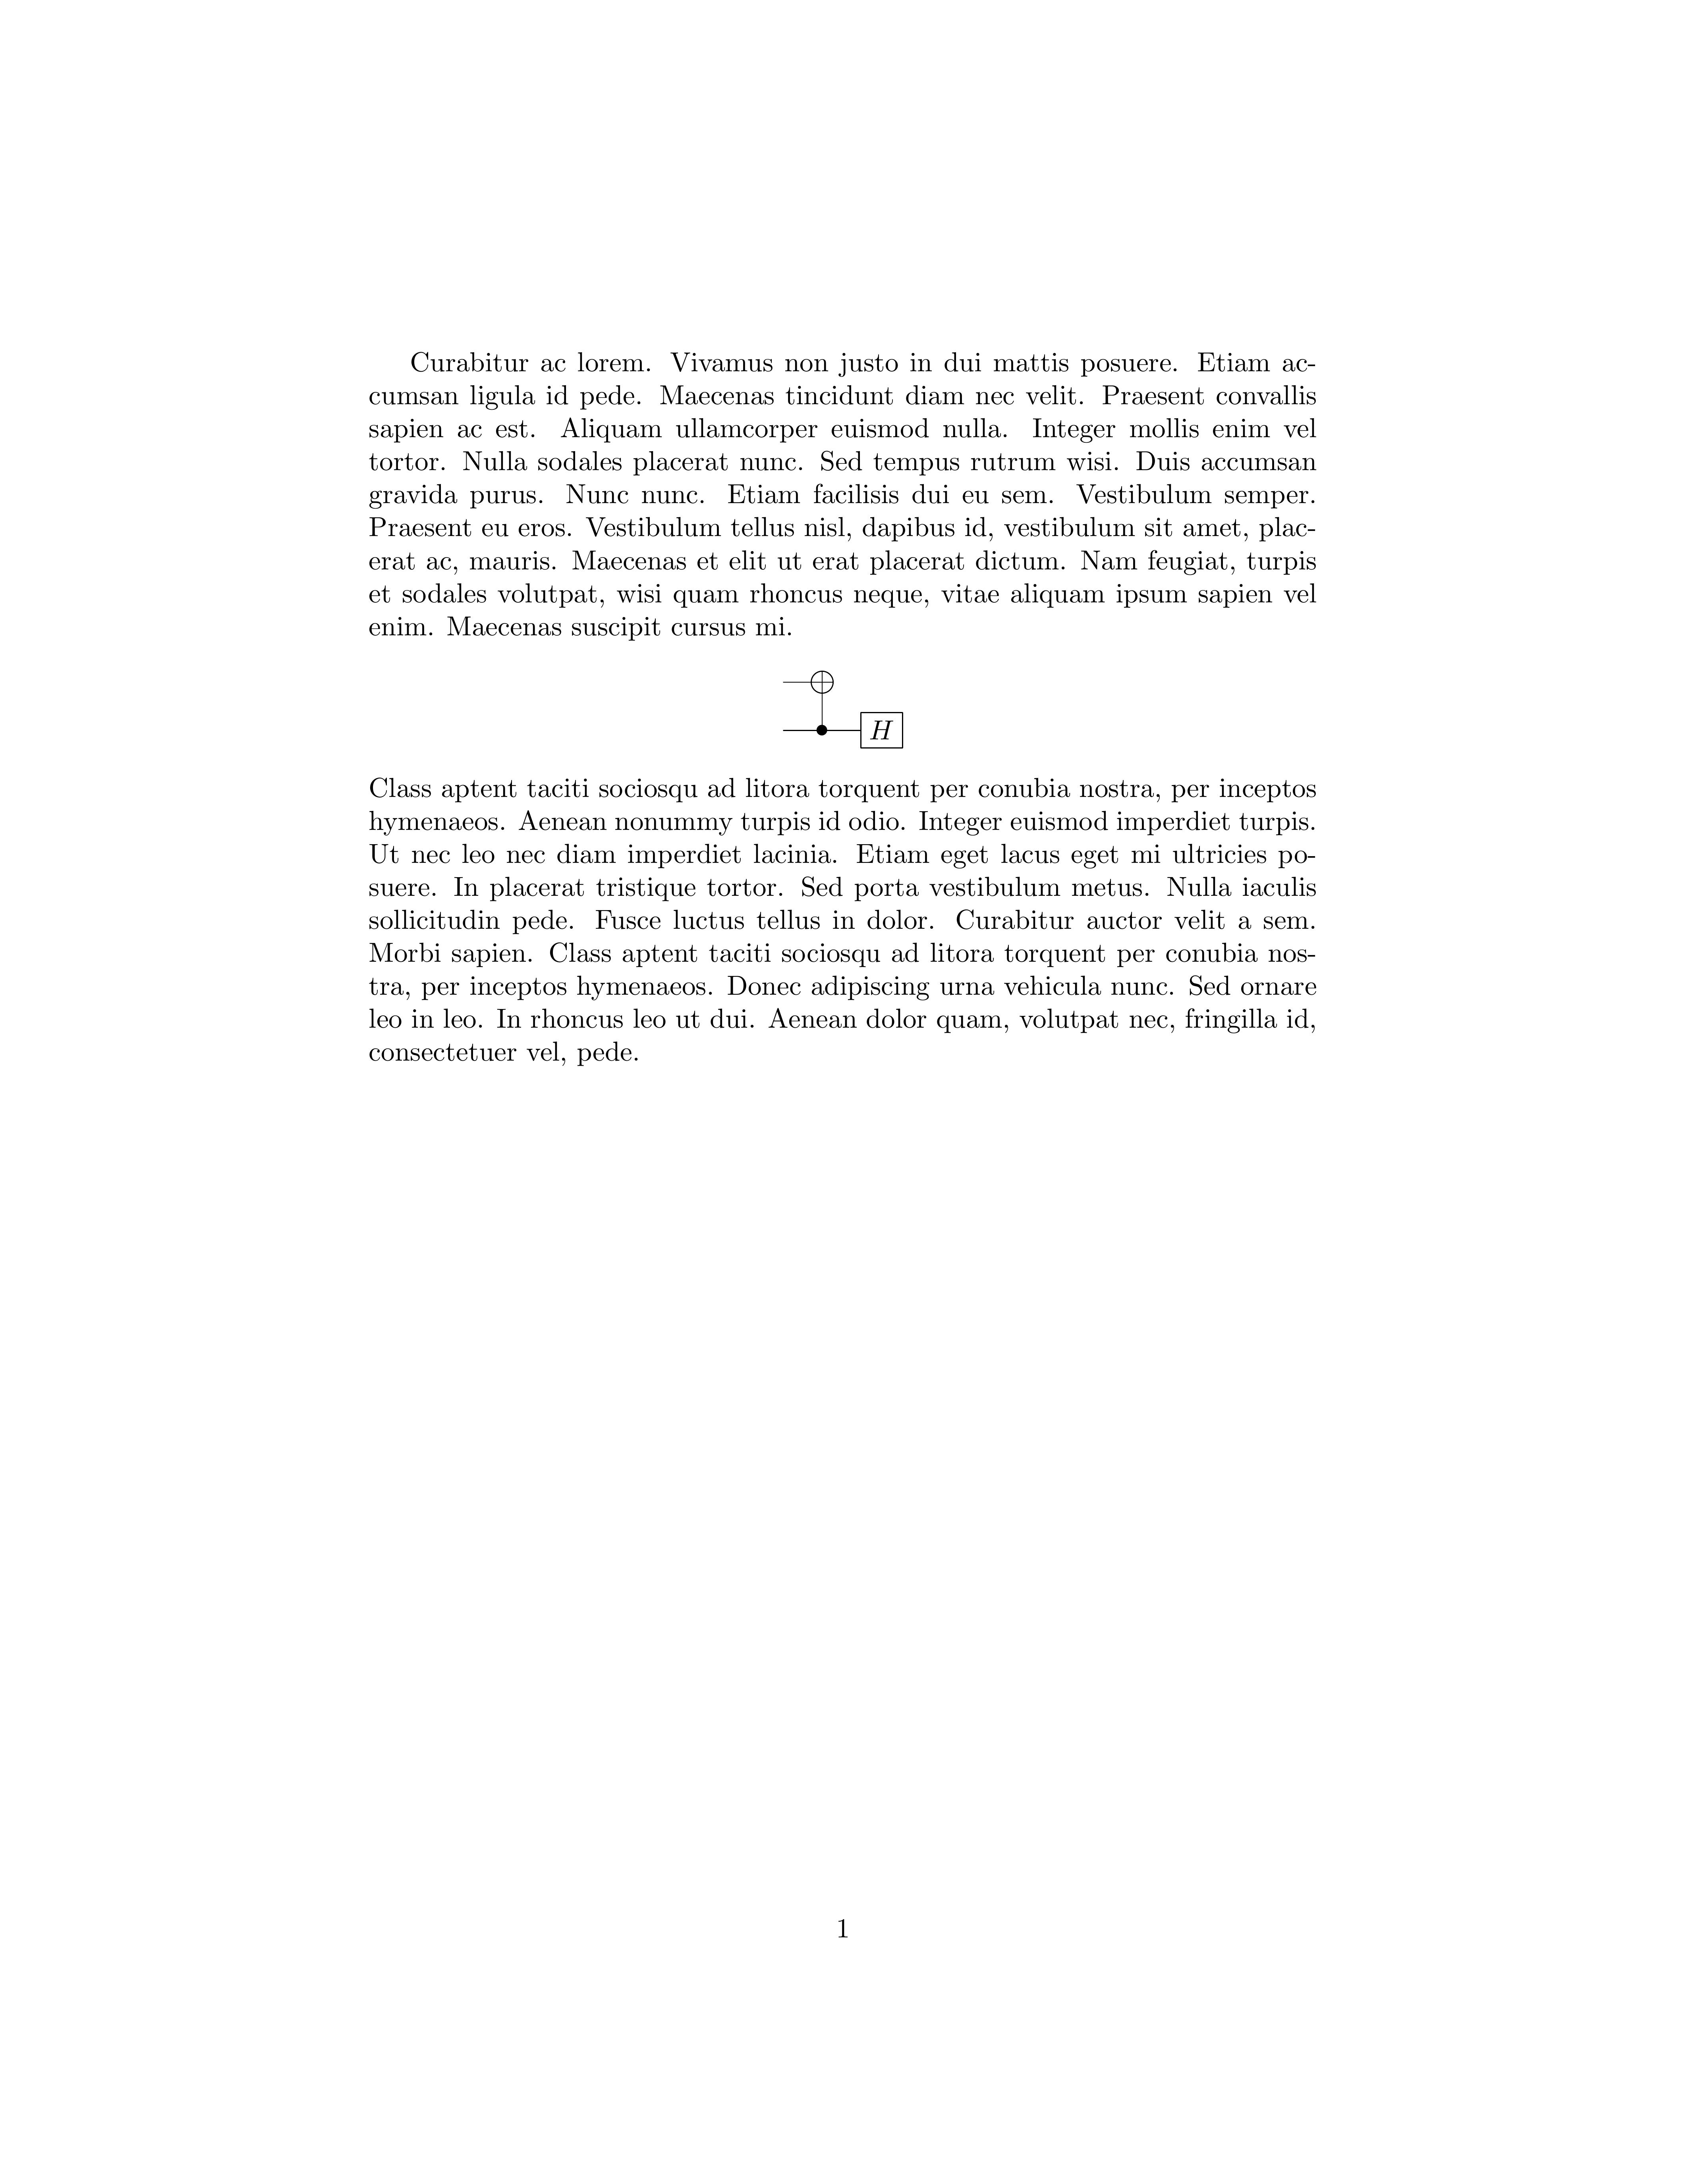 Curabitur ac lorem. Vivamus non justo in dui mattis posuere. Etiam ac-
cumsan ligula id pede. Maecenas tincidunt diam nec velit. Praesent convallis
sapien ac est. Aliquam ullamcorper euismod nulla. Integer mollis enim vel
tortor. Nulla sodales placerat nunc. Sed tempus rutrum wisi. Duis accumsan
gravida purus. Nunc nunc. Etiam facilisis dui eu sem. Vestibulum semper.
Praesent eu eros. Vestibulum tellus nisl, dapibus id, vestibulum sit amet, plac-
erat ac, mauris. Maecenas et elit ut erat placerat dictum. Nam feugiat, turpis
et sodales volutpat, wisi quam rhoncus neque, vitae aliquam ipsum sapien vel
enim. Maecenas suscipit cursus mi.
H
Class aptent taciti sociosqu ad litora torquent per conubia nostra, per inceptos
hymenaeos. Aenean nonummy turpis id odio. Integer euismod imperdiet turpis.
Ut nec leo nec diam imperdiet lacinia. Etiam eget lacus eget mi ultricies po-
suere. In placerat tristique tortor. Sed porta vestibulum metus. Nulla iaculis
sollicitudin pede. Fusce luctus tellus in dolor. Curabitur auctor velit a sem.
Morbi sapien. Class aptent taciti sociosqu ad litora torquent per conubia nos-
tra, per inceptos hymenaeos. Donec adipiscing urna vehicula nunc. Sed ornare
leo in leo. In rhoncus leo ut dui. Aenean dolor quam, volutpat nec, fringilla id,
consectetuer vel, pede.
1